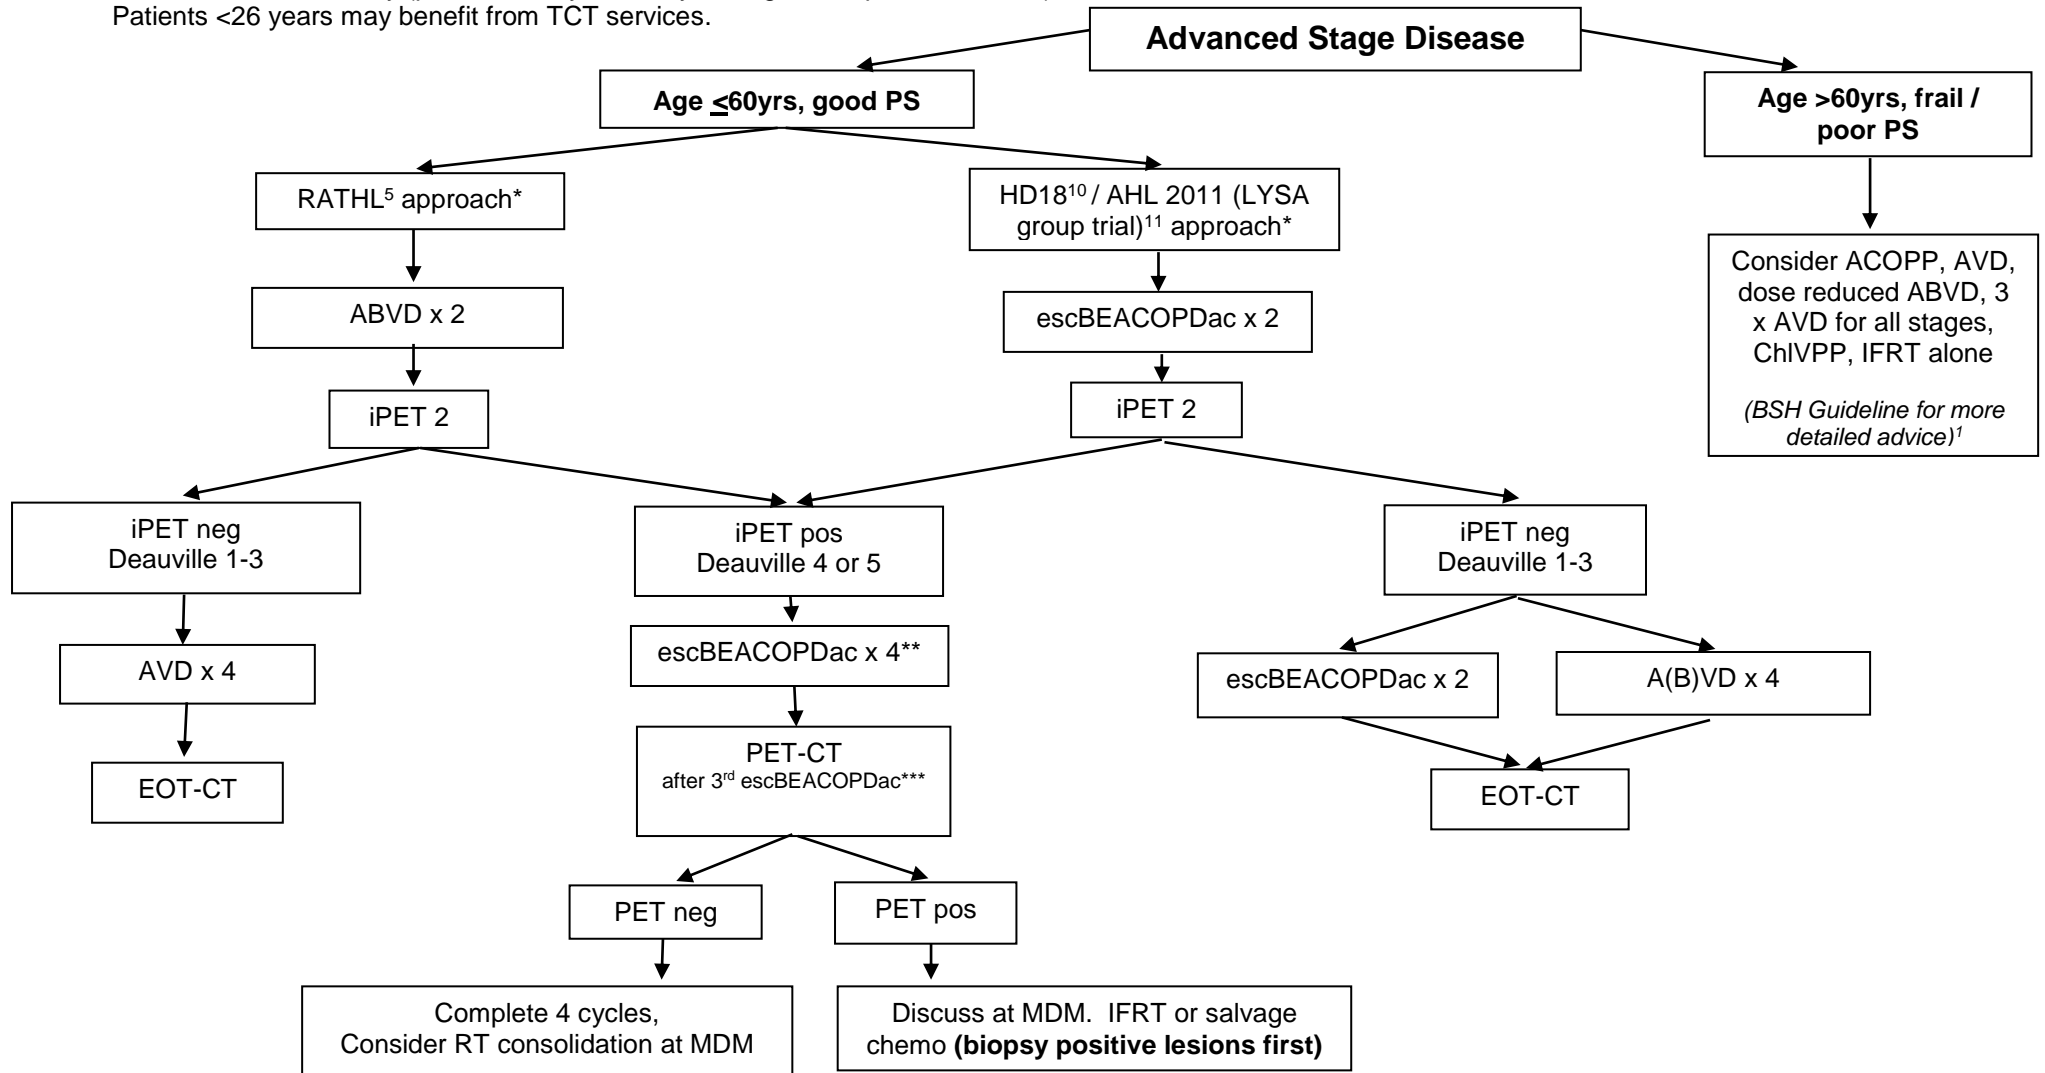 Patients <26 years may benefit from TCT services.
Advanced Stage Disease
Age ≤60yrs, good PS
Age >60yrs, frail /
poor PS
RATHL⁵ approach*
HD18¹⁰ / AHL 2011 (LYSA
group trial)¹¹ approach*
Consider ACOPP, AVD,
dose reduced ABVD, 3
x AVD for all stages,
ChlVPP, IFRT alone
(BSH Guideline for more
detailed advice)¹
ABVD x 2
escBEACOPDac x 2
iPET 2
iPET 2
iPET neg
Deauville 1-3
iPET pos
Deauville 4 or 5
iPET neg
Deauville 1-3
AVD x 4
escBEACOPDac x 4**
escBEACOPDac x 2
A(B)VD x 4
EOT-CT
PET-CT
after 3rd escBEACOPDac***
EOT-CT
PET neg
PET pos
Complete 4 cycles,
Consider RT consolidation at MDM
Discuss at MDM. IFRT or salvage
chemo (biopsy positive lesions first)